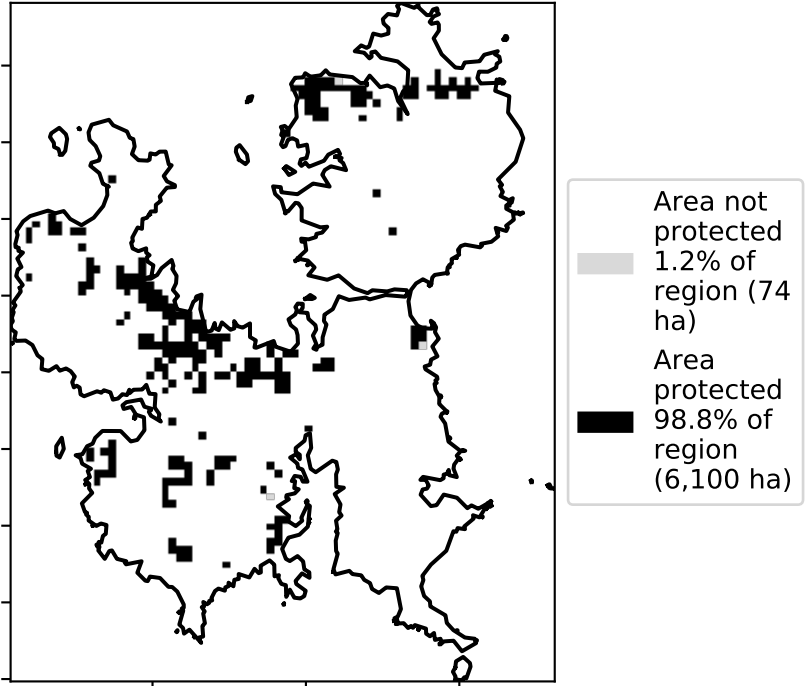 Area not
protected
1.2% of
region (74
ha)
Area
protected
98.8% of
region
(6,100 ha)